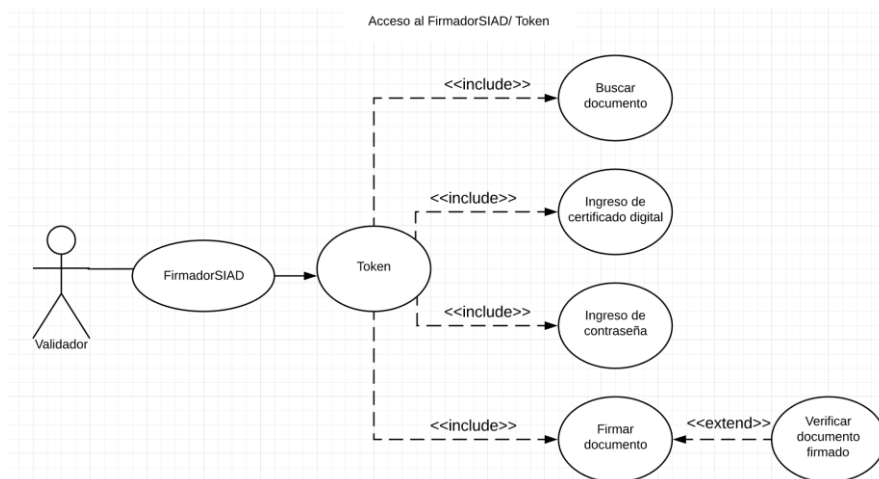 Acceso al FirmadorSIAD/ Token
<<include>>
Buscar
documento
<<include>>
Ingreso de
certificado digital
FirmadorSIAD
Token
Validador
<<include>>
Ingreso de
contraseña
<<include>>
Firmar
documento
<<extend>>
Verificar
documento
firmado